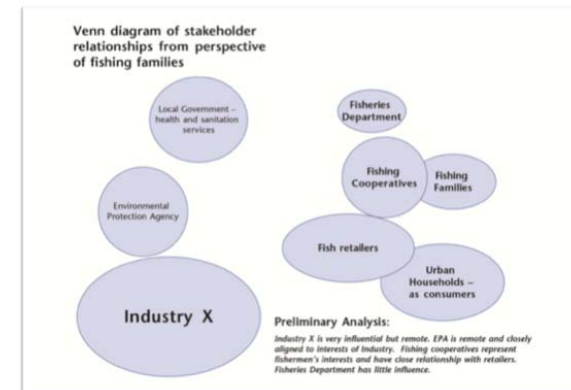 Venn diagram of stakeholder
relationships from perspective
of fishing families
Local Government –
health and sanitation
services
Fisheries
Department
Fishing
Cooperatives
Fishing
Families
Environmental
Protection Agency
Fish retailers
Urban
Households –
as consumers
Industry X
Preliminary Analysis:
Industry X is very influential but remote. EPA is remote and closely
aligned to interests of industry. Fishing cooperatives represent
fishermen's interests and have close relationship with retailers.
Fisheries Department has little influence.